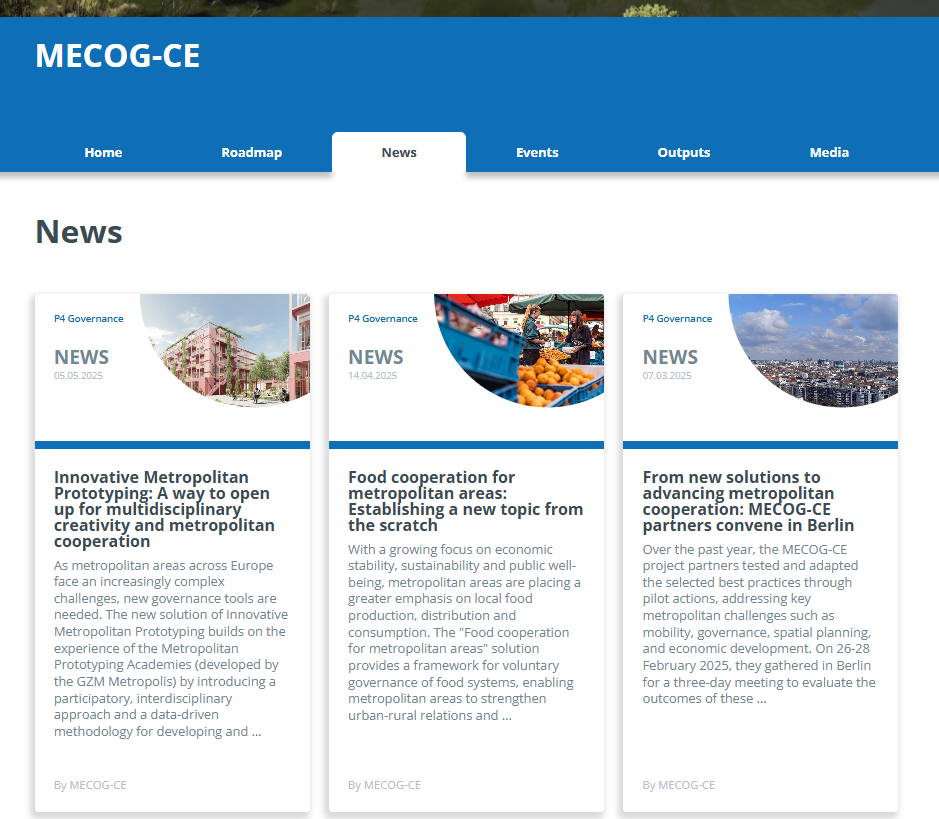 MECOG-CE
Home Roadmap News Events Outputs Media
News
P4 Governance
NEWS
05.05.2025
Innovative Metropolitan
Prototyping: A way to open
up for multidisciplinary
creativity and metropolitan
cooperation
As metropolitan areas across Europe
face an increasingly complex
challenges, new governance tools are
needed. The new solution of Innovative
Metropolitan Prototyping builds on the
experience of the Metropolitan
Prototyping Academies (developed by
the GZM Metropolis) by introducing a
participatory, interdisciplinary
approach and a data-driven
methodology for developing and ...
By MECOG-CE
P4 Governance
NEWS
14.04.2025
Food cooperation for
metropolitan areas:
Establishing a new topic from
the scratch
With a growing focus on economic
stability, sustainability and public well-
being, metropolitan areas are placing a
greater emphasis on local food
production, distribution and
consumption. The "Food cooperation
for metropolitan areas" solution
provides a framework for voluntary
governance of food systems, enabling
metropolitan areas to strengthen
urban-rural relations and ...
By MECOG-CE
P4 Governance
NEWS
07.03.2025
From new solutions to
advancing metropolitan
cooperation: MECOG-CE
partners convene in Berlin
Over the past year, the MECOG-CE
project partners tested and adapted
the selected best practices through
pilot actions, addressing key
metropolitan challenges such as
mobility, governance, spatial planning,
and economic development. On 26-28
February 2025, they gathered in Berlin
for a three-day meeting to evaluate the
outcomes of these ...
By MECOG-CE